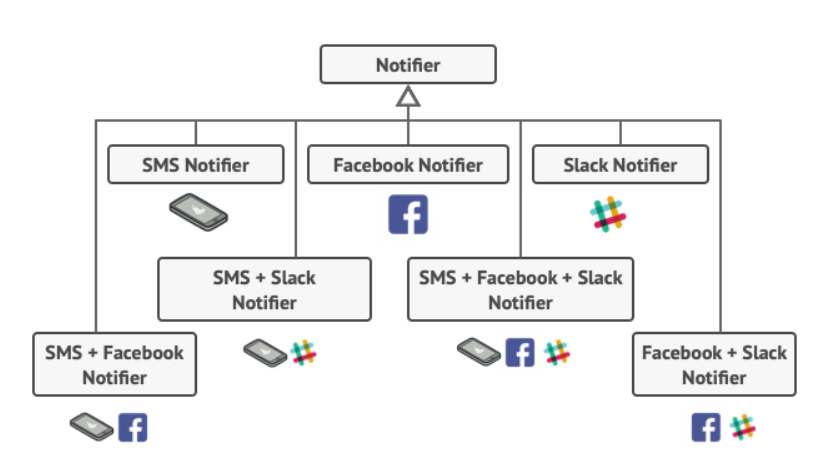 Notifier
SMS Notifier
Facebook Notifier
Slack Notifier
SMS + Slack
Notifier
SMS + Facebook + Slack
Notifier
SMS + Facebook
Notifier
Facebook + Slack
Notifier